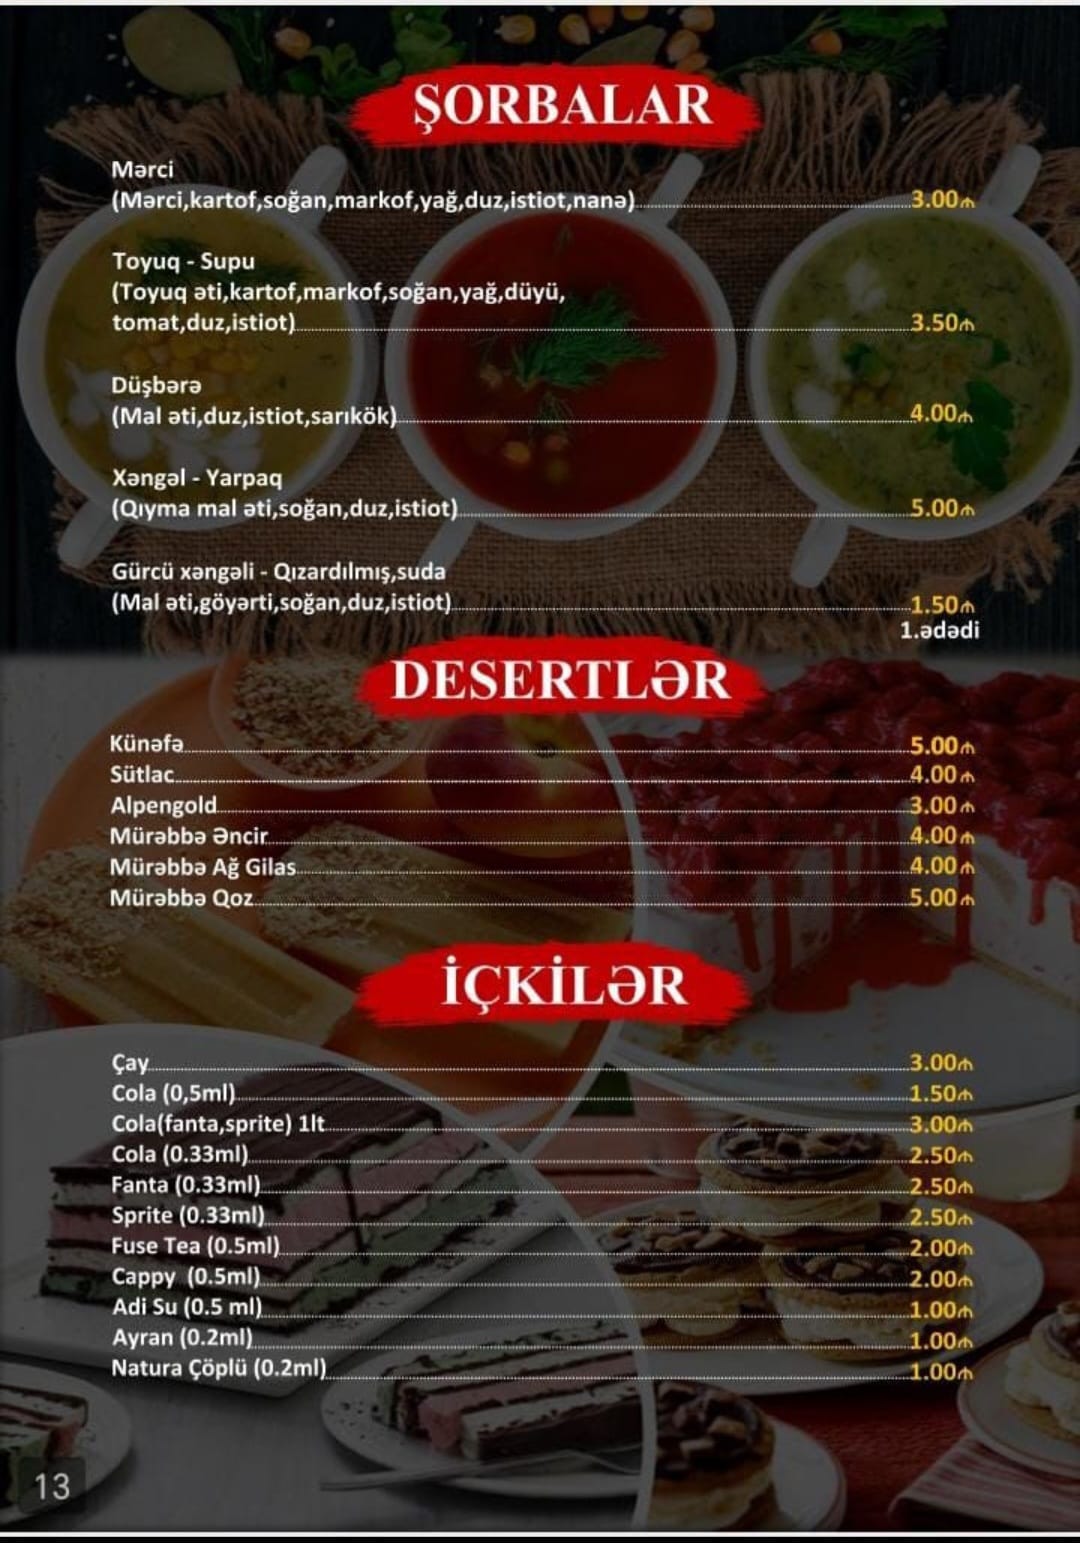 ŞORBALAR
Mərci
(Mərci,kartof,soğan,markof,yağ,duz,istiot,nanə) 3.00₼
Toyuq - Supu
(Toyuq əti,kartof,markof,soğan,yağ,düyü,
tomat,duz,istiot) 3.50₼
Düşbərə
(Mal əti,duz,istiot,sarıkök) 4.00₼
Xəngəl - Yarpaq
(Qıyma mal əti,soğan,duz,istiot) 5.00₼
Gürcü xəngəli - Qızardılmış,suda
(Mal əti,göyərti,soğan,duz,istiot) 1.50₼
1.ədədi
DESERTLƏR
Künəfə 5.00₼
Sütlac 4.00₼
Alpengold 3.00₼
Mürəbbə Əncir 4.00₼
Mürəbbə Ağ Gilas 4.00₼
Mürəbbə Qoz 5.00₼
İÇKİLƏR
Çay 3.00₼
Cola (0,5ml) 1.50₼
Cola(fanta,sprite) 1lt 3.00₼
Cola (0.33ml) 2.50₼
Fanta (0.33ml) 2.50₼
Sprite (0.33ml) 2.50₼
Fuse Tea (0.5ml) 2.00₼
Cappy (0.5ml) 2.00₼
Adi Su (0.5 ml) 1.00₼
Ayran (0.2ml) 1.00₼
Natura Çöplü (0.2ml) 1.00₼
13